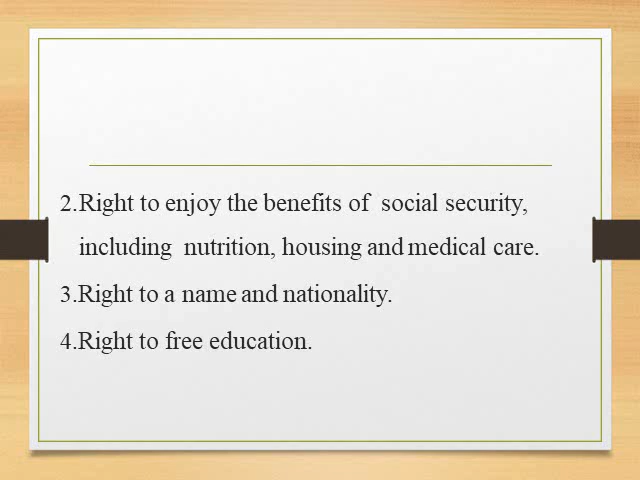 2.Right to enjoy the benefits of social security,
including nutrition, housing and medical care.
3.Right to a name and nationality.
4.Right to free education.